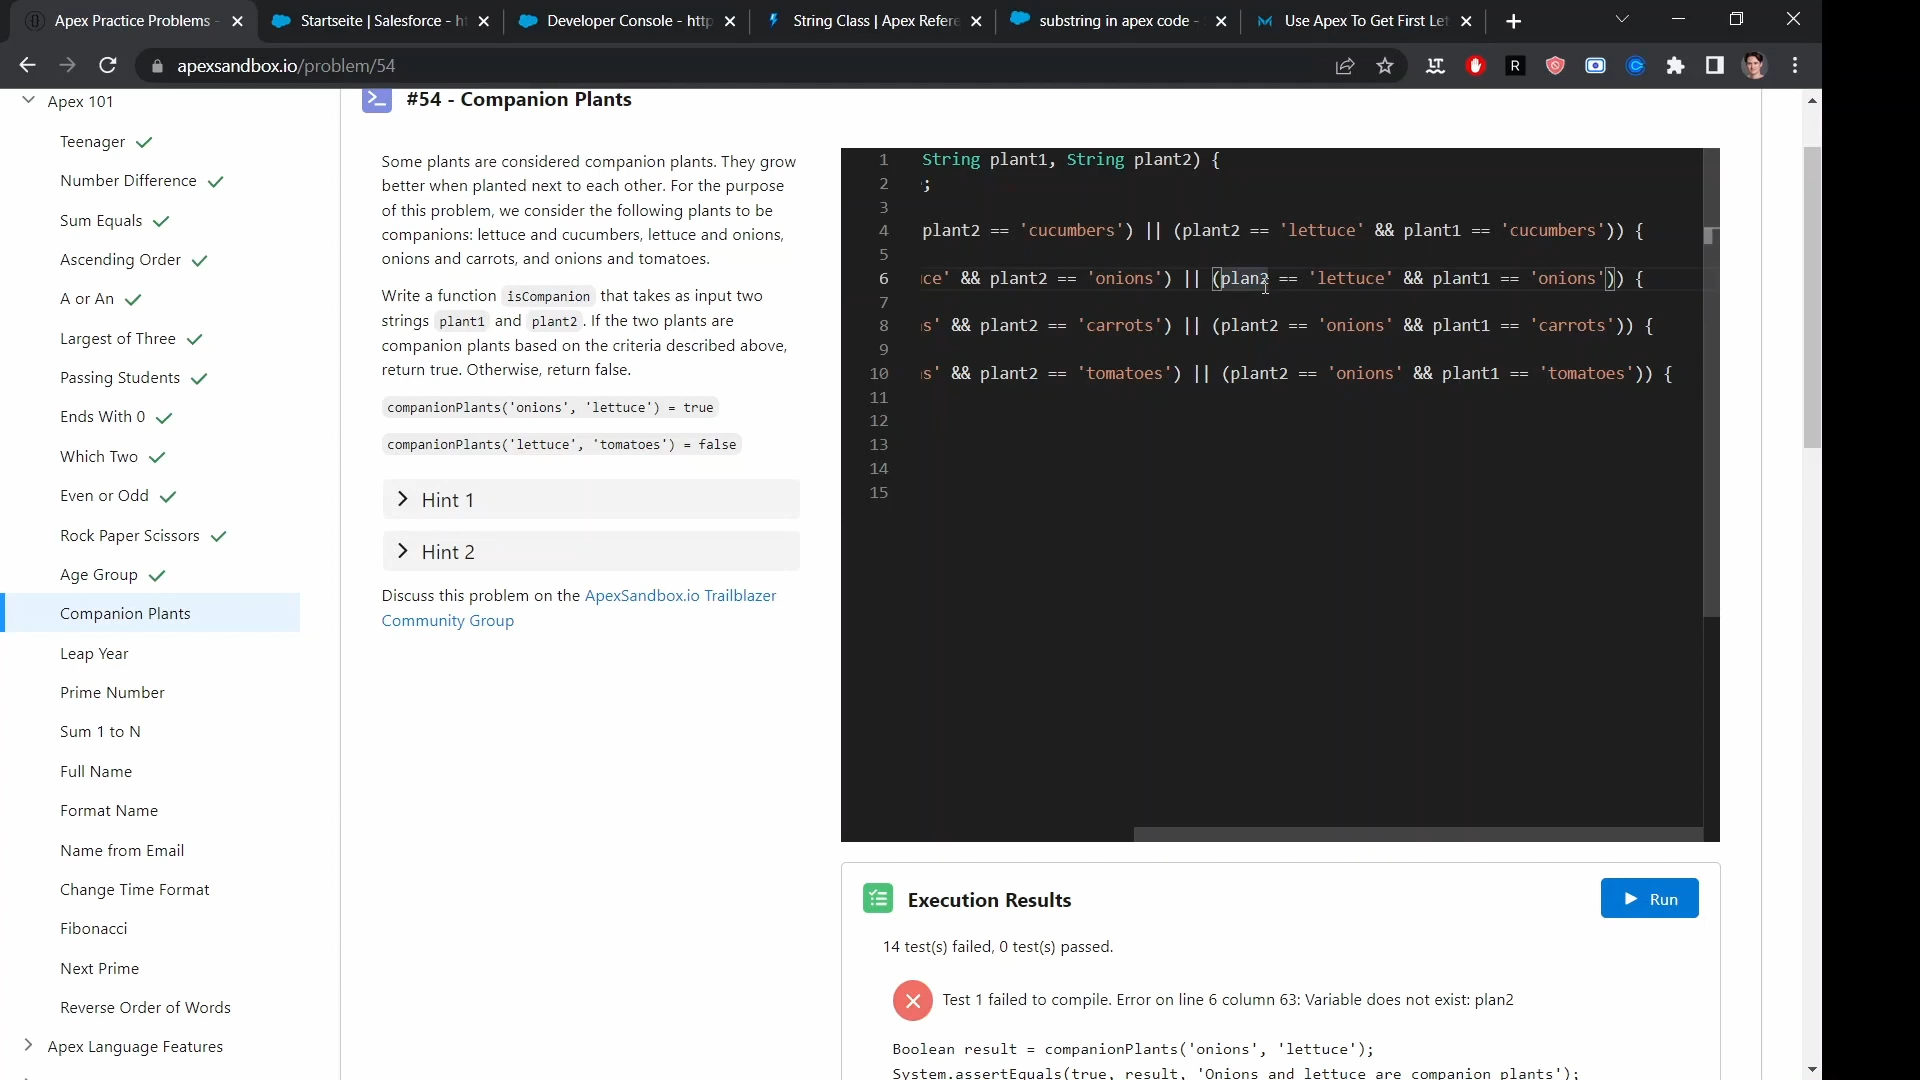 Apex Practice Problems -
Startseite | Salesforce - h
Developer Console - http
String Class | Apex Refere
substring in apex code -
Use Apex To Get First Let
apexsandbox.io/problem/54
Apex 101
Teenager
Number Difference
Sum Equals
Ascending Order
A or An
Largest of Three
Passing Students
Ends With 0
Which Two
Even or Odd
Rock Paper Scissors
Age Group
Companion Plants
Leap Year
Prime Number
Sum 1 to N
Full Name
Format Name
Name from Email
Change Time Format
Fibonacci
Next Prime
Reverse Order of Words
Apex Language Features
#54 - Companion Plants
Some plants are considered companion plants. They grow
better when planted next to each other. For the purpose
of this problem, we consider the following plants to be
companions: lettuce and cucumbers, lettuce and onions,
onions and carrots, and onions and tomatoes.
Write a function isCompanion that takes as input two
strings plant1 and plant2. If the two plants are
companion plants based on the criteria described above,
return true. Otherwise, return false.
companionPlants('onions', 'lettuce') = true
companionPlants('lettuce', 'tomatoes') = false
Hint 1
Hint 2
Discuss this problem on the ApexSandbox.io Trailblazer
Community Group
1 String plant1, String plant2) {
2 ;
3
4 plant2 == 'cucumbers') || (plant2 == 'lettuce' && plant1 == 'cucumbers')) {
5
6 ce' && plant2 == 'onions') || (plan2 == 'lettuce' && plant1 == 'onions')) {
7
8 s' && plant2 == 'carrots') || (plant2 == 'onions' && plant1 == 'carrots')) {
9
10 s' && plant2 == 'tomatoes') || (plant2 == 'onions' && plant1 == 'tomatoes')) {
11
12
13
14
15
Execution Results
Run
14 test(s) failed, 0 test(s) passed.
Test 1 failed to compile. Error on line 6 column 63: Variable does not exist: plan2
Boolean result = companionPlants('onions', 'lettuce');
System.assertEquals(true, result, 'Onions and lettuce are companion plants');